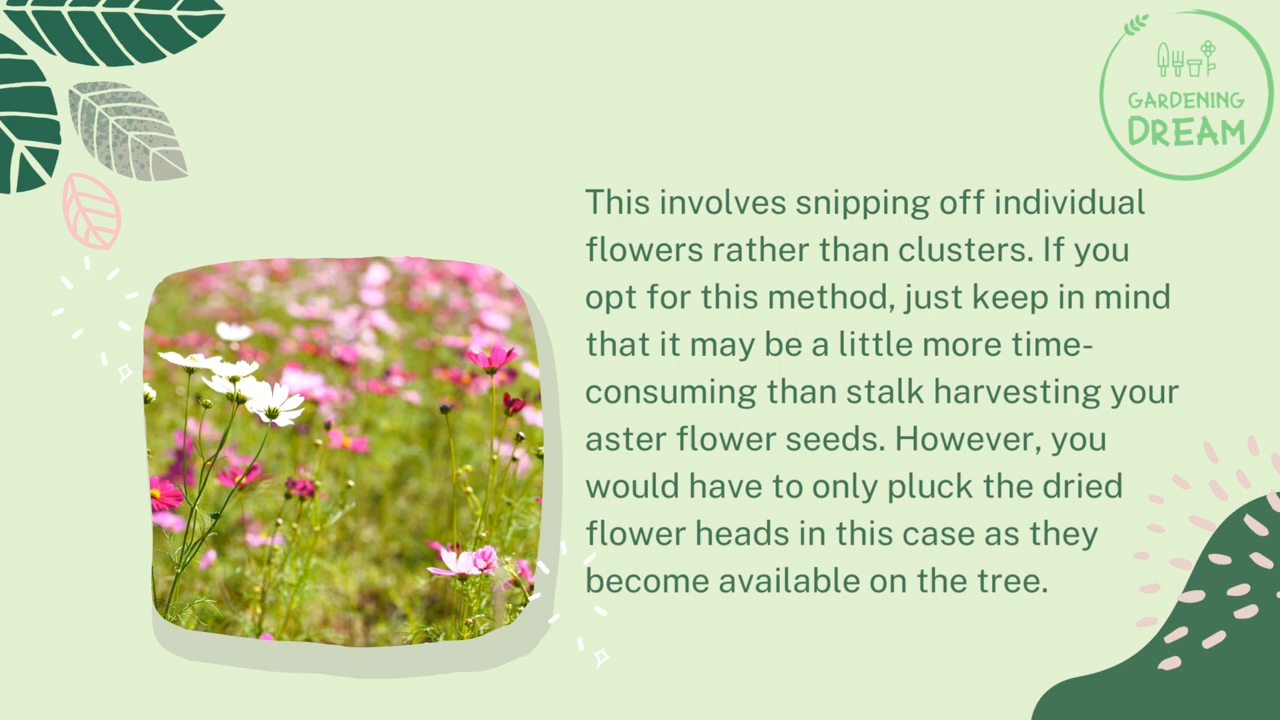 GARDENING
DREAM
This involves snipping off individual
flowers rather than clusters. If you
opt for this method, just keep in mind
that it may be a little more time-
consuming than stalk harvesting your
aster flower seeds. However, you
would have to only pluck the dried
flower heads in this case as they
become available on the tree.